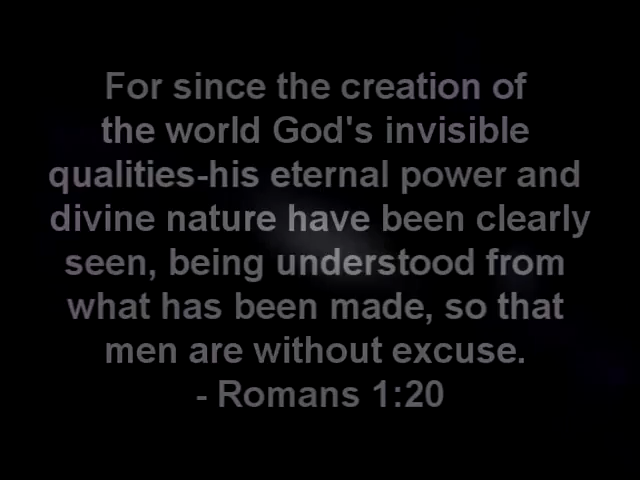 For since the creation of
the world God's invisible
qualities-his eternal power and
divine nature have been clearly
seen, being understood from
what has been made, so that
men are without excuse.
- Romans 1:20